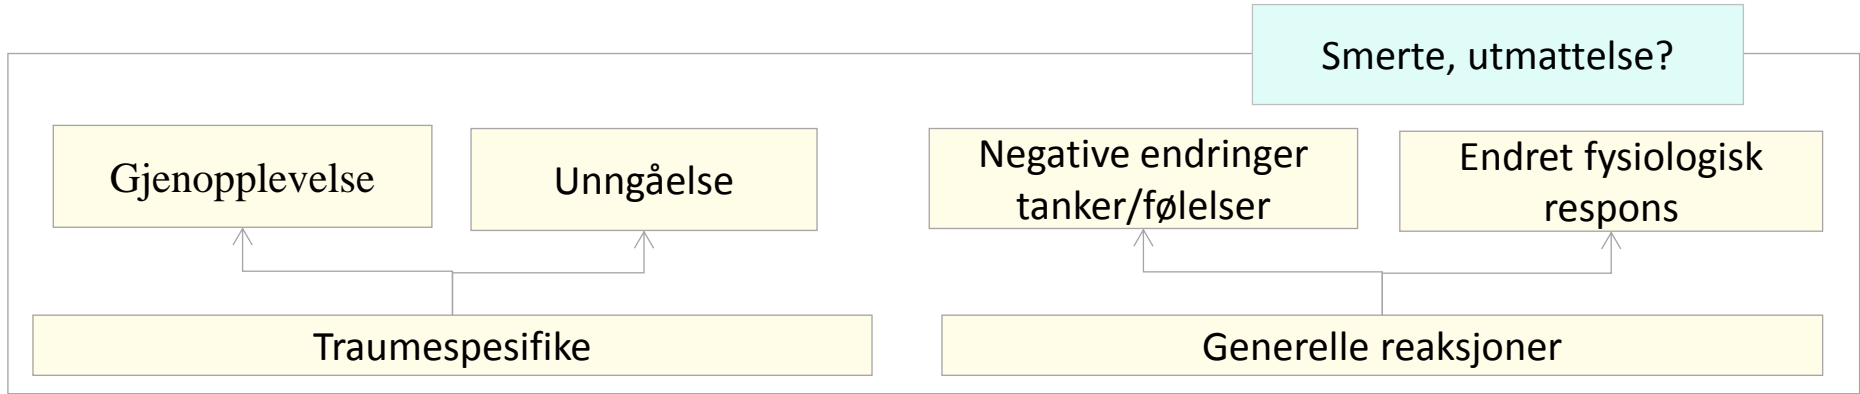 Smerte, utmattelse?
Gjenopplevelse
Unngåelse
Negative endringer
tanker/følelser
Endret fysiologisk
respons
Traumespesifike
Generelle reaksjoner